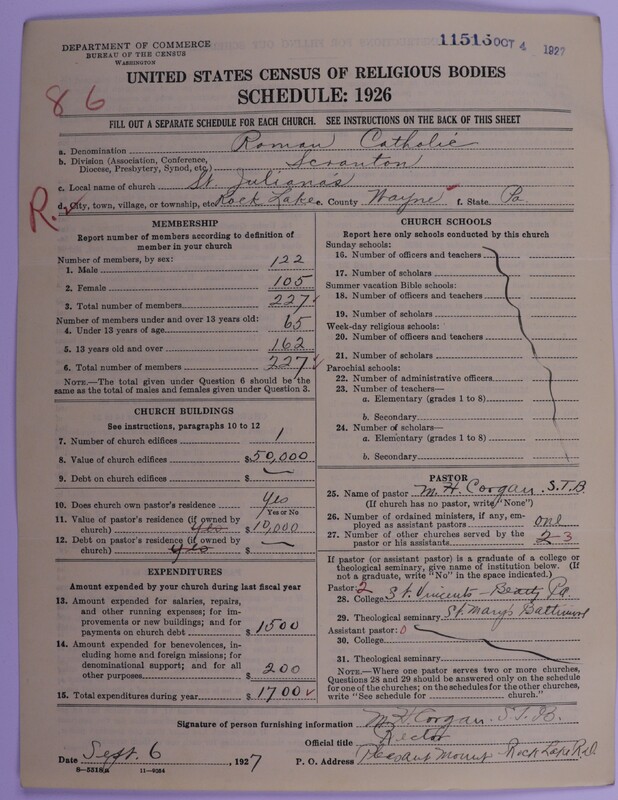 DEPARTMENT OF COMMERCE
BUREAU OF THE CENSUS
WASHINGTON
11516 OCT 4 1927
UNITED STATES CENSUS OF RELIGIOUS BODIES
SCHEDULE: 1926
86
FILL OUT A SEPARATE SCHEDULE FOR EACH CHURCH. SEE INSTRUCTIONS ON THE BACK OF THIS SHEET
a. Denomination Roman Catholic
b. Division (Association, Conference, Diocese, Presbytery, Synod, etc.) Scranton
c. Local name of church St. Juliana's
R. d. City, town, village, or township, etc. Rock Lake e. County Wayne f. State Pa
MEMBERSHIP
Report number of members according to definition of member in your church
Number of members, by sex:
1. Male 122
2. Female 105
3. Total number of members 227
Number of members under and over 13 years old:
4. Under 13 years of age 65
5. 13 years old and over 162
6. Total number of members 227
NOTE.—The total given under Question 6 should be the same as the total of males and females given under Question 3.
CHURCH BUILDINGS
See instructions, paragraphs 10 to 12
7. Number of church edifices 1
8. Value of church edifices $50,000
9. Debt on church edifices $
10. Does church own pastor's residence? Yes
Yes or No
11. Value of pastor's residence (if owned by church) yes $10,000
12. Debt on pastor's residence (if owned by church) yes $
EXPENDITURES
Amount expended by your church during last fiscal year
13. Amount expended for salaries, repairs, and other running expenses; for improvements or new buildings; and for payments on church debt $1500
14. Amount expended for benevolences, including home and foreign missions; for denominational support; and for all other purposes $200
15. Total expenditures during year $1700
CHURCH SCHOOLS
Report here only schools conducted by this church
Sunday schools:
16. Number of officers and teachers
17. Number of scholars
Summer vacation Bible schools:
18. Number of officers and teachers
19. Number of scholars
Week-day religious schools:
20. Number of officers and teachers
21. Number of scholars
Parochial schools:
22. Number of administrative officers
23. Number of teachers—
a. Elementary (grades 1 to 8)
b. Secondary
24. Number of scholars—
a. Elementary (grades 1 to 8)
b. Secondary
PASTOR
25. Name of pastor M. H. Corgan S.T.B.
(If church has no pastor, write "None")
26. Number of ordained ministers, if any, employed as assistant pastors one
27. Number of other churches served by the pastor or his assistants 2-3
If pastor (or assistant pastor) is a graduate of a college or theological seminary, give name of institution below. (If not a graduate, write "No" in the space indicated.)
Pastor: 2
28. College St Vincents - Beatty Pa
29. Theological seminary St. Mary's Baltimore
Assistant pastor: 0
30. College
31. Theological seminary
NOTE.—Where one pastor serves two or more churches, Questions 28 and 29 should be answered only on the schedule for one of the churches; on the schedules for the other churches, write "See schedule for church."
Signature of person furnishing information M. H. Corgan. S.T.B.
Official title Rector
Date Sept. 6, 1927 P. O. Address Pleasant Mount - Rock Lake Rd
8—5518a 11—9084